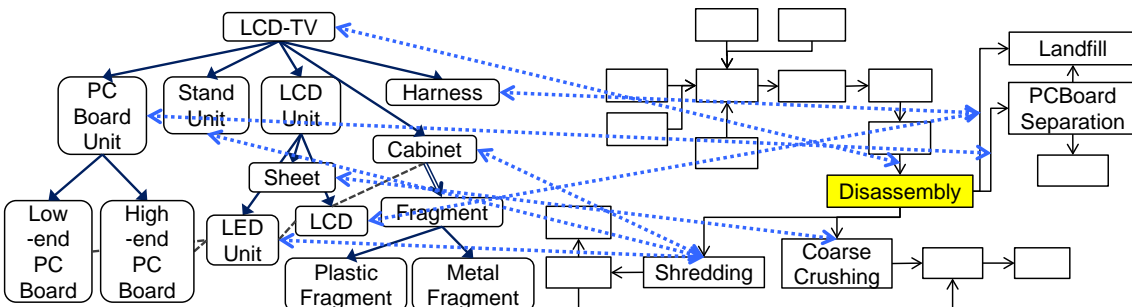 LCD-TV
Landfill
PC
Board
Unit
Stand
Unit
LCD
Unit
Harness
PCBoard
Separation
Cabinet
Sheet
Disassembly
Low
-end
PC
Board
High
-end
PC
Board
LED
Unit
LCD
Fragment
Plastic
Fragment
Metal
Fragment
Shredding
Coarse
Crushing